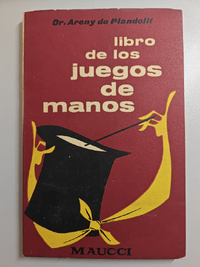 Dr. Areny de Plandolit
libro
de los
juegos
de
manos
MAUCCI